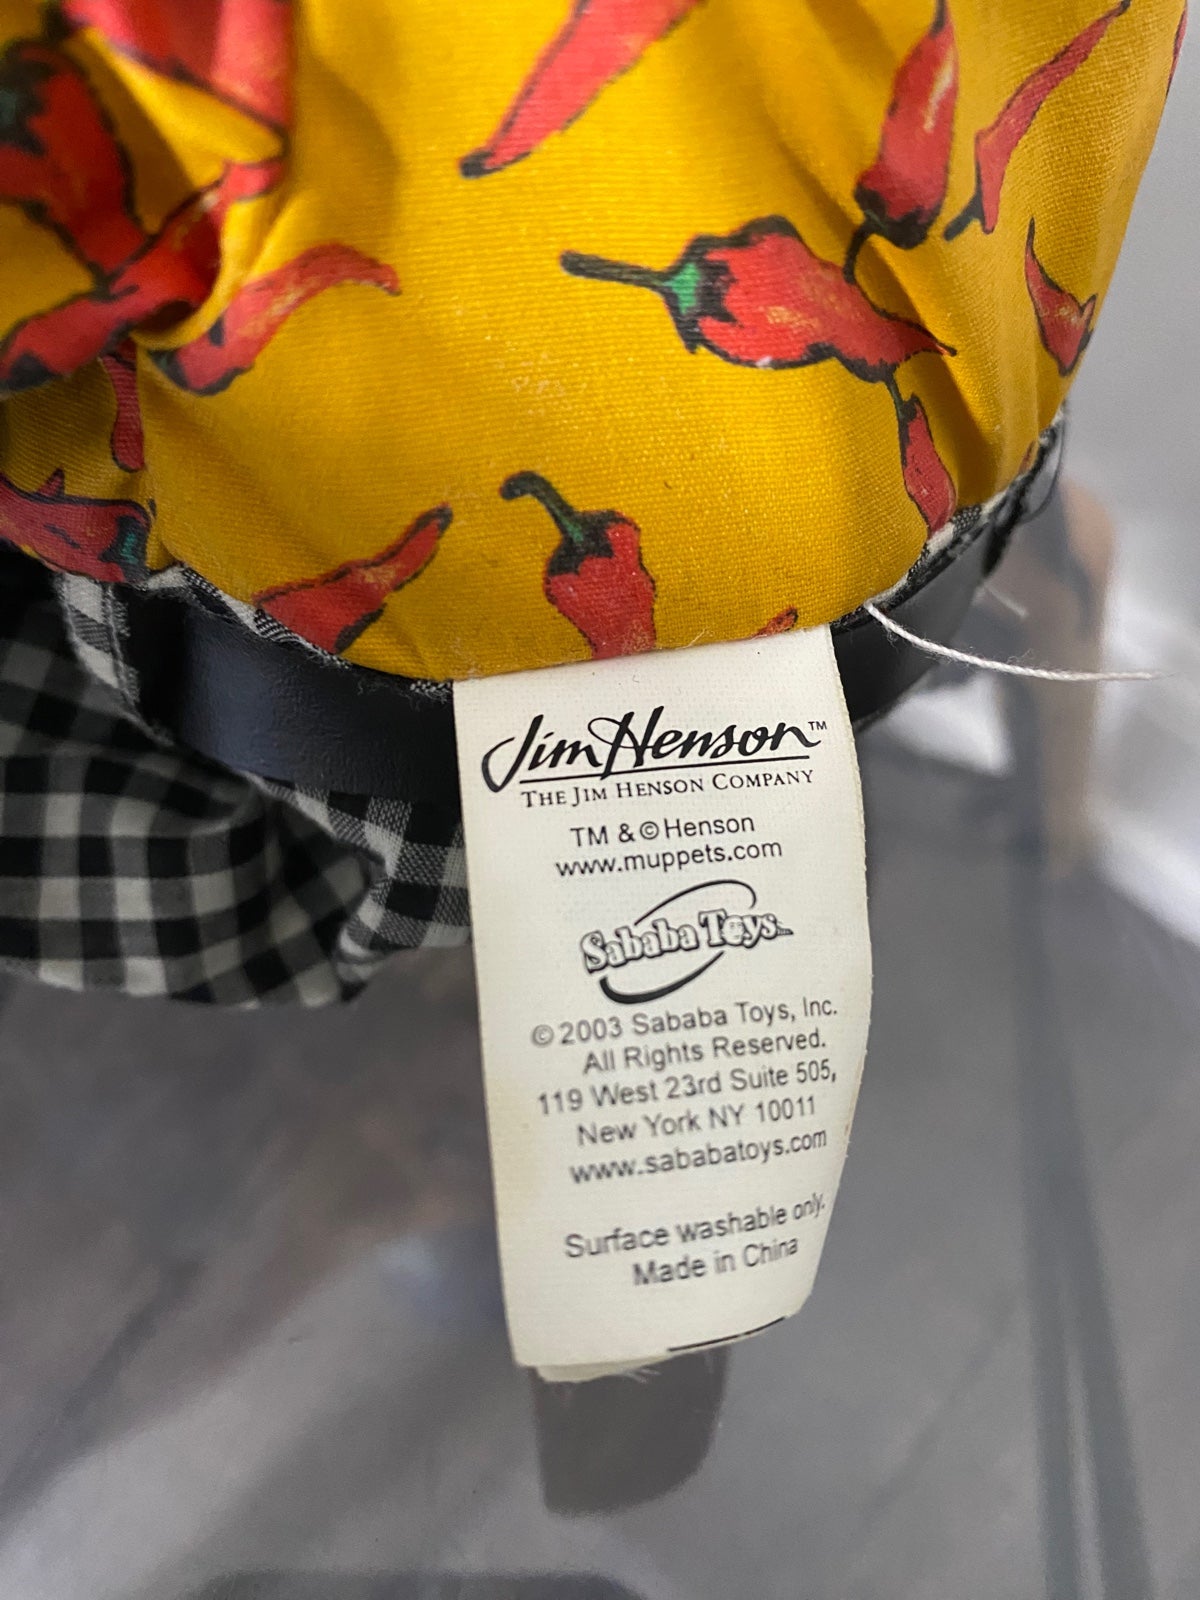 Jim Henson™
THE JIM HENSON COMPANY
TM & © Henson
www.muppets.com
Sababa Toys
© 2003 Sababa Toys, Inc.
All Rights Reserved.
119 West 23rd Suite 505,
New York NY 10011
www.sababatoys.com
Surface washable only.
Made in China